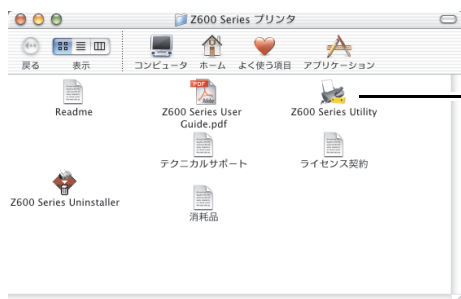 Z600 Series プリンタ
戻る 表示 コンピュータ ホーム よく使う項目 アプリケーション
Readme
PDF
Z600 Series User
Guide.pdf
Z600 Series Utility
テクニカルサポート
ライセンス契約
Z600 Series Uninstaller
消耗品